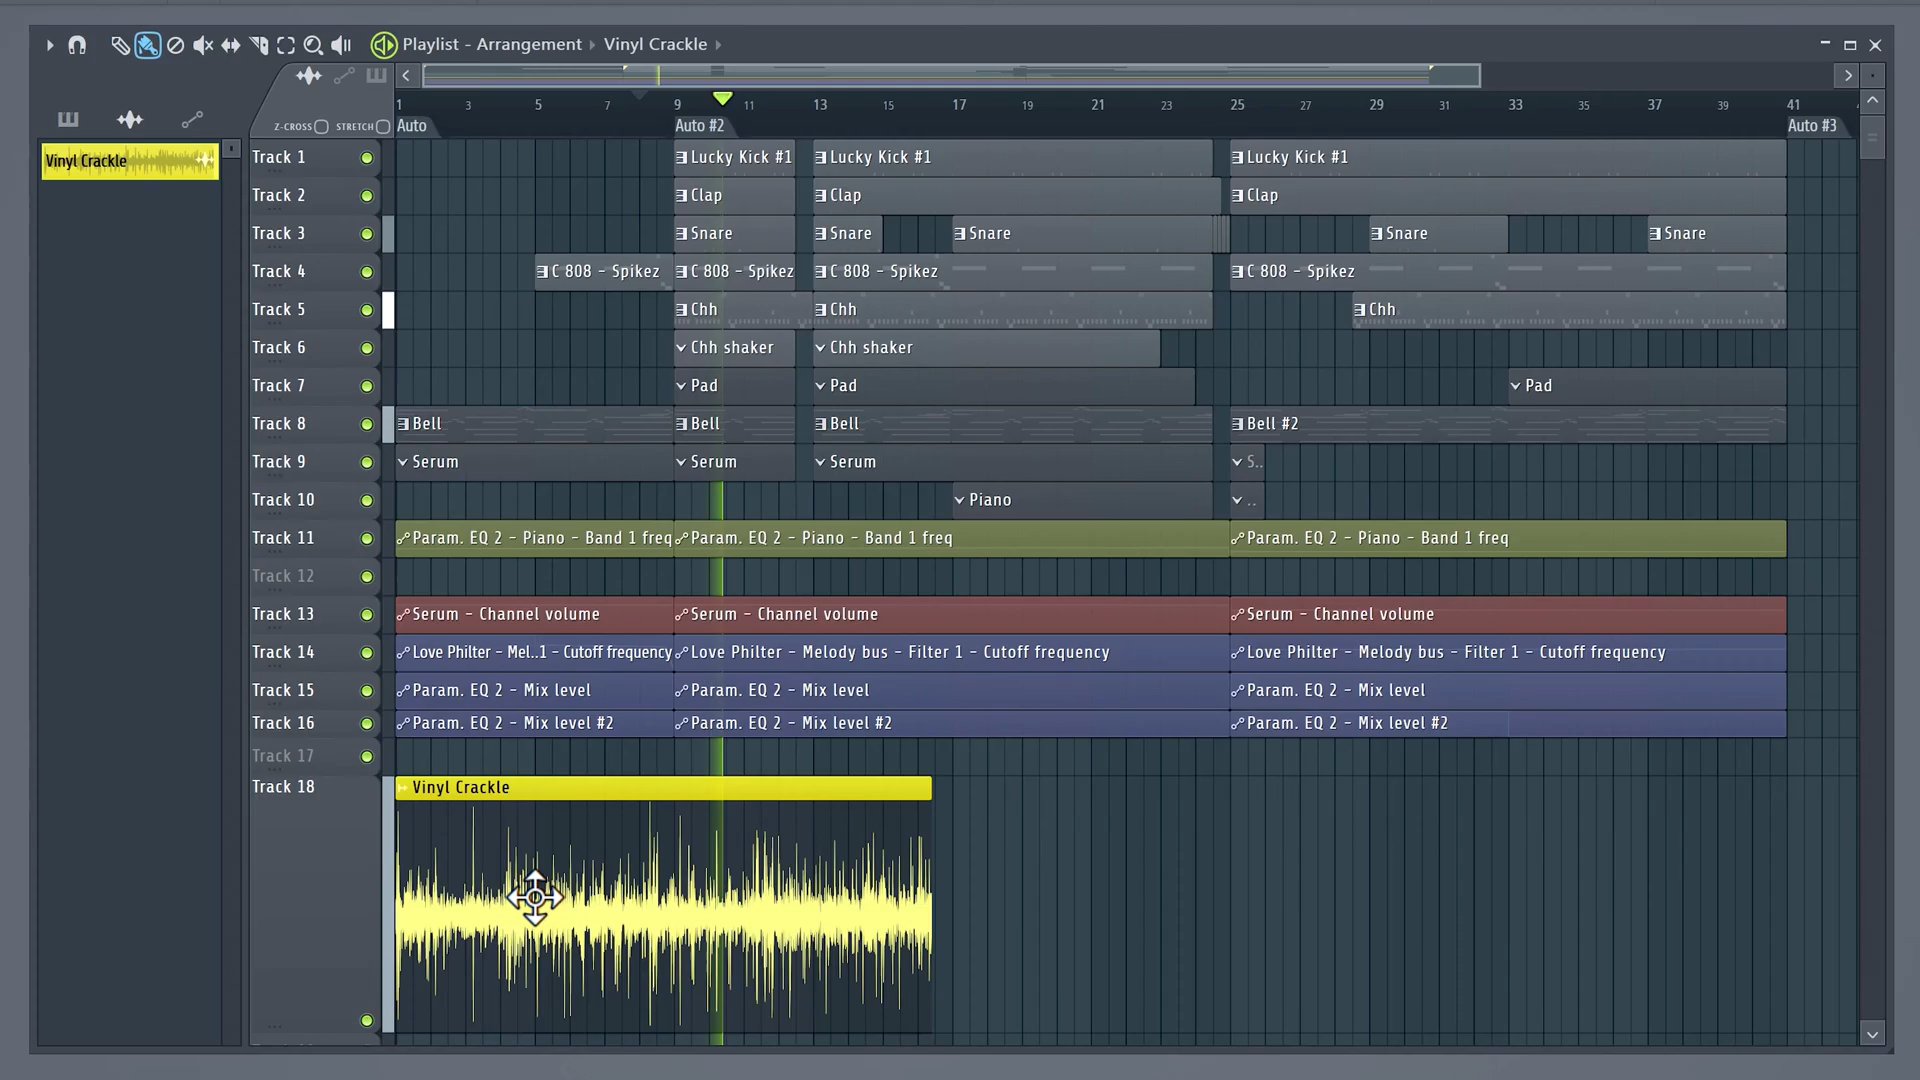 Playlist - Arrangement › Vinyl Crackle ›
1 3 5 7 9 11 13 15 17 19 21 23 25 27 29 31 33 35 37 39 41
Z-CROSS STRETCH Auto Auto #2 Auto #3
Vinyl Crackle
Track 1 Lucky Kick #1 Lucky Kick #1 Lucky Kick #1
Track 2 Clap Clap Clap
Track 3 Snare Snare Snare Snare Snare
Track 4 C 808 - Spikez C 808 - Spikez C 808 - Spikez C 808 - Spikez
Track 5 Chh Chh Chh
Track 6 Chh shaker Chh shaker
Track 7 Pad Pad Pad
Track 8 Bell Bell Bell Bell #2
Track 9 Serum Serum Serum S..
Track 10 Piano ..
Track 11 Param. EQ 2 - Piano - Band 1 freq Param. EQ 2 - Piano - Band 1 freq Param. EQ 2 - Piano - Band 1 freq
Track 12
Track 13 Serum - Channel volume Serum - Channel volume Serum - Channel volume
Track 14 Love Philter - Mel..1 - Cutoff frequency Love Philter - Melody bus - Filter 1 - Cutoff frequency Love Philter - Melody bus - Filter 1 - Cutoff frequency
Track 15 Param. EQ 2 - Mix level Param. EQ 2 - Mix level Param. EQ 2 - Mix level
Track 16 Param. EQ 2 - Mix level #2 Param. EQ 2 - Mix level #2 Param. EQ 2 - Mix level #2
Track 17
Track 18 Vinyl Crackle